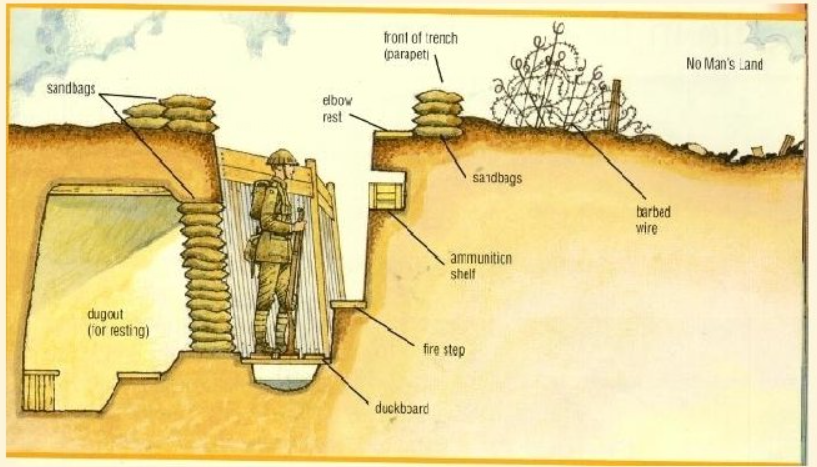 front of trench
(parapet)
No Man's Land
sandbags
elbow
rest
sandbags
barbed
wire
ammunition
shelf
dugout
(for resting)
fire step
duckboard